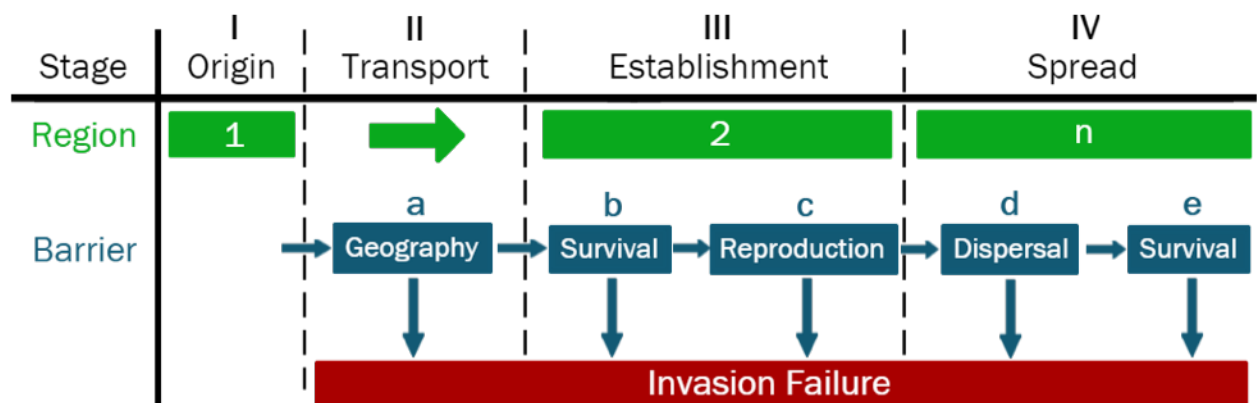 I II III IV
Stage Origin Transport Establishment Spread
Region 1 2 n
a b c d e
Barrier Geography Survival Reproduction Dispersal Survival
Invasion Failure